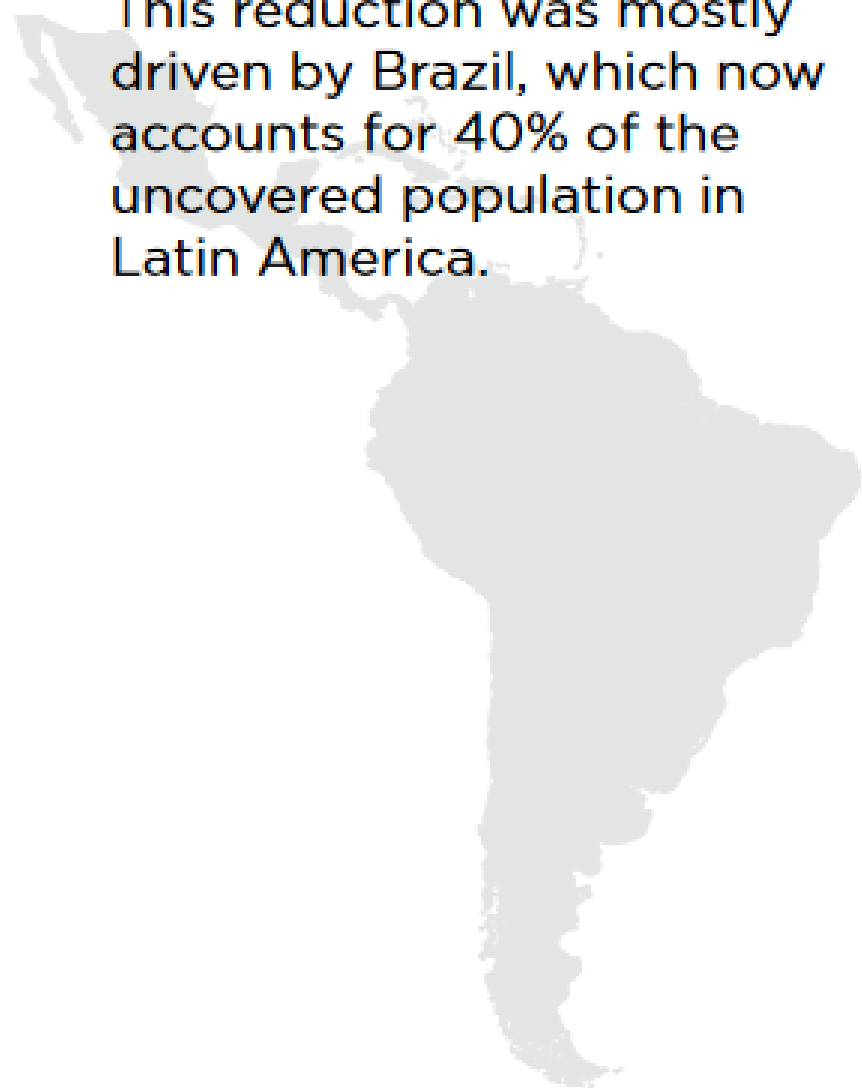 This reduction was mostly
driven by Brazil, which now
accounts for 40% of the
uncovered population in
Latin America.